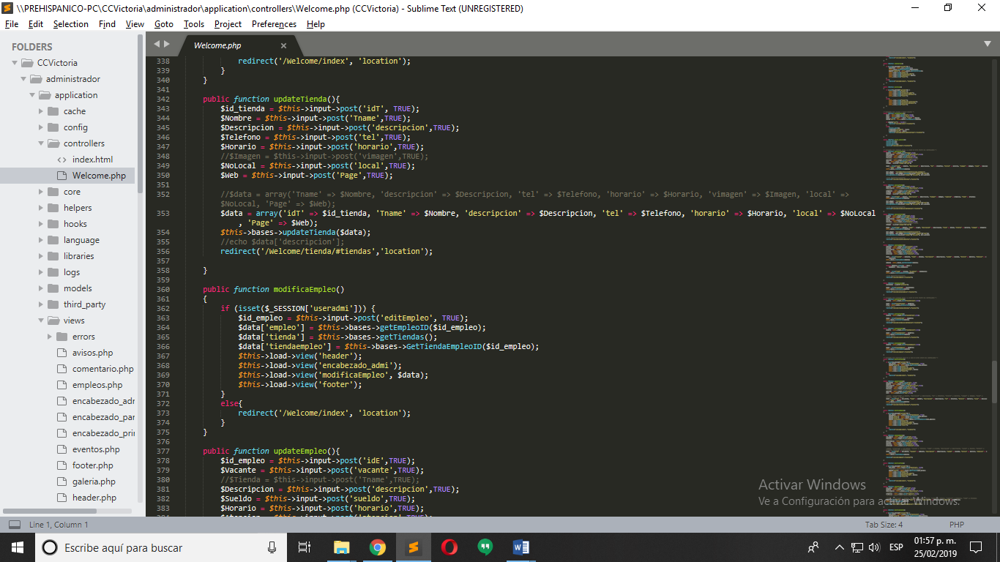 \\PREHISPANICO-PC\CCVictoria\administrador\application\controllers\Welcome.php (CCVictoria) - Sublime Text (UNREGISTERED)
File Edit Selection Find View Goto Tools Project Preferences Help
FOLDERS
CCVictoria
administrador
application
cache
config
controllers
index.html
Welcome.php
core
helpers
hooks
language
libraries
logs
models
third_party
views
errors
avisos.php
comentario.php
empleos.php
encabezado_adr
encabezado_par
encabezado_prii
eventos.php
footer.php
galeria.php
header.php
Welcome.php
338 redirect('/Welcome/index', 'location');
339 }
340 }
341
342 public function updateTienda(){
343 $id_tienda = $this->input->post('idT', TRUE);
344 $Nombre = $this->input->post('Tname',TRUE);
345 $Descripcion = $this->input->post('descripcion',TRUE);
346 $Telefono = $this->input->post('tel',TRUE);
347 $Horario = $this->input->post('horario',TRUE);
348 //$Imagen = $this->input->post('vimagen',TRUE);
349 $NoLocal = $this->input->post('local',TRUE);
350 $Web = $this->input->post('Page',TRUE);
351
352 //$data = array('Tname' => $Nombre, 'descripcion' => $Descripcion, 'tel' => $Telefono, 'horario' => $Horario, 'vimagen' => $Imagen, 'local' =>
$NoLocal, 'Page' => $Web);
353 $data = array('idT' => $id_tienda, 'Tname' => $Nombre, 'descripcion' => $Descripcion, 'tel' => $Telefono, 'horario' => $Horario, 'local' => $NoLocal
, 'Page' => $Web);
354 $this->bases->updateTienda($data);
355 //echo $data['descripcion'];
356 redirect('/Welcome/tienda/#tiendas','location');
357
358 }
359
360 public function modificaEmpleo()
361 {
362 if (isset($_SESSION['useradmi'])) {
363 $id_empleo = $this->input->post('editEmpleo', TRUE);
364 $data['empleo'] = $this->bases->getEmpleoID($id_empleo);
365 $data['tienda'] = $this->bases->getTiendas();
366 $data['tiendaempleo'] = $this->bases->GetTiendaEmpleoID($id_empleo);
367 $this->load->view('header');
368 $this->load->view('encabezado_admi');
369 $this->load->view('modificaEmpleo', $data);
370 $this->load->view('footer');
371 }
372 else{
373 redirect('/Welcome/index', 'location');
374 }
375 }
376
377 public function updateEmpleo(){
378 $id_empleo = $this->input->post('idE',TRUE);
379 $Vacante = $this->input->post('vacante',TRUE);
380 //$Tienda = $this->input->post('Tname',TRUE);
381 $Descripcion = $this->input->post('descripcion',TRUE);
382 $Sueldo = $this->input->post('sueldo',TRUE);
383 $Horario = $this->input->post('horario',TRUE);
Activar Windows
Ve a Configuración para activar Windows.
Line 1, Column 1
Tab Size: 4
PHP
Escribe aquí para buscar
ESP
01:57 p. m.
25/02/2019